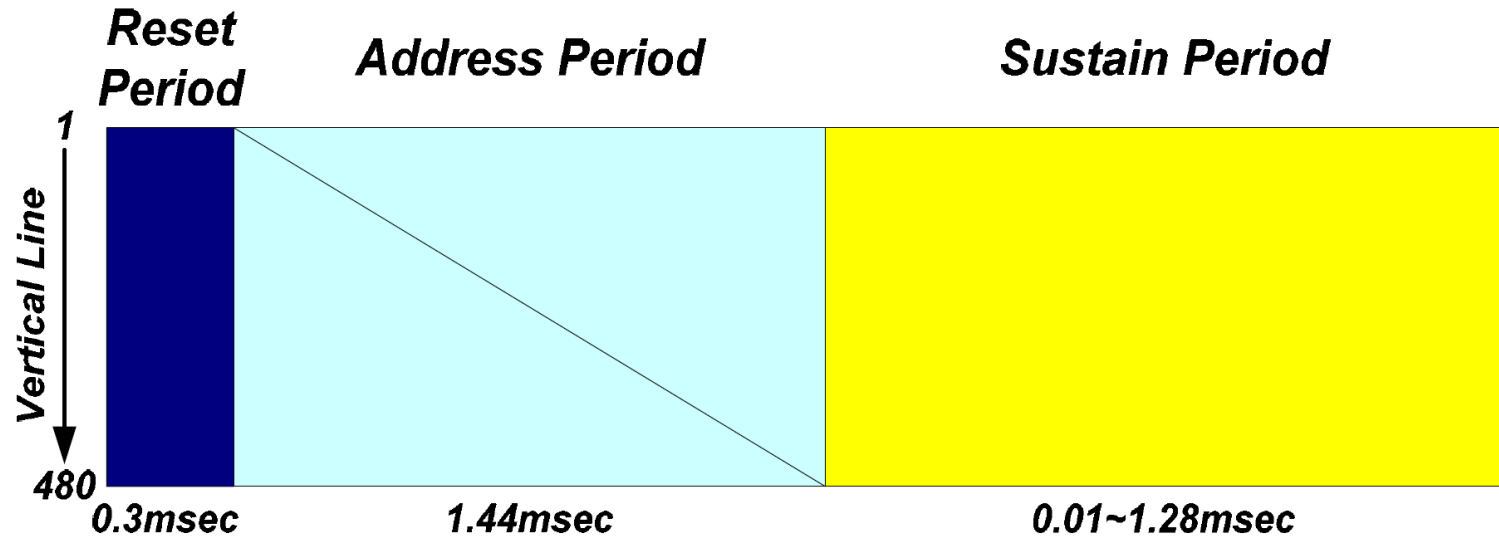 Reset
Period
Address Period
Sustain Period
1
Vertical Line
480
0.3msec
1.44msec
0.01~1.28msec